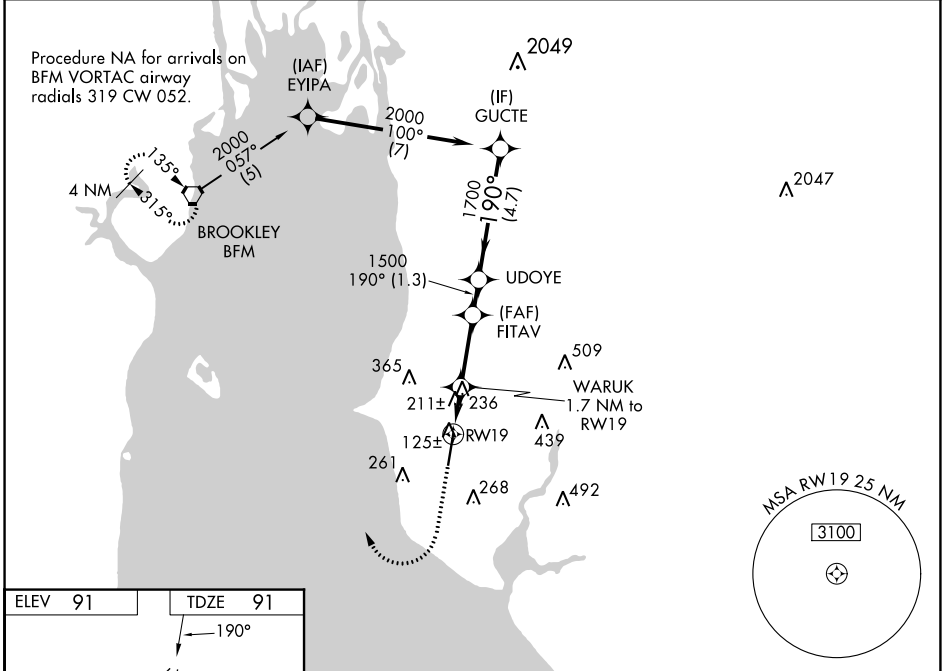 Procedure NA for arrivals on
BFM VORTAC airway
radials 319 CW 052.
(IAF)
EYIPA
2049
(IF)
GUCTE
2000
100°
(7)
2000
057°
(5)
135°
4 NM
315°
BROOKLEY
BFM
2047
1700
190°
(4.7)
1500
190° (1.3)
UDOYE
(FAF)
FITAV
509
365
WARUK
1.7 NM to
RW19
211±
236
125±
RW19
439
261
268
492
MSA RW19 25 NM
3100
ELEV 91
TDZE 91
190°